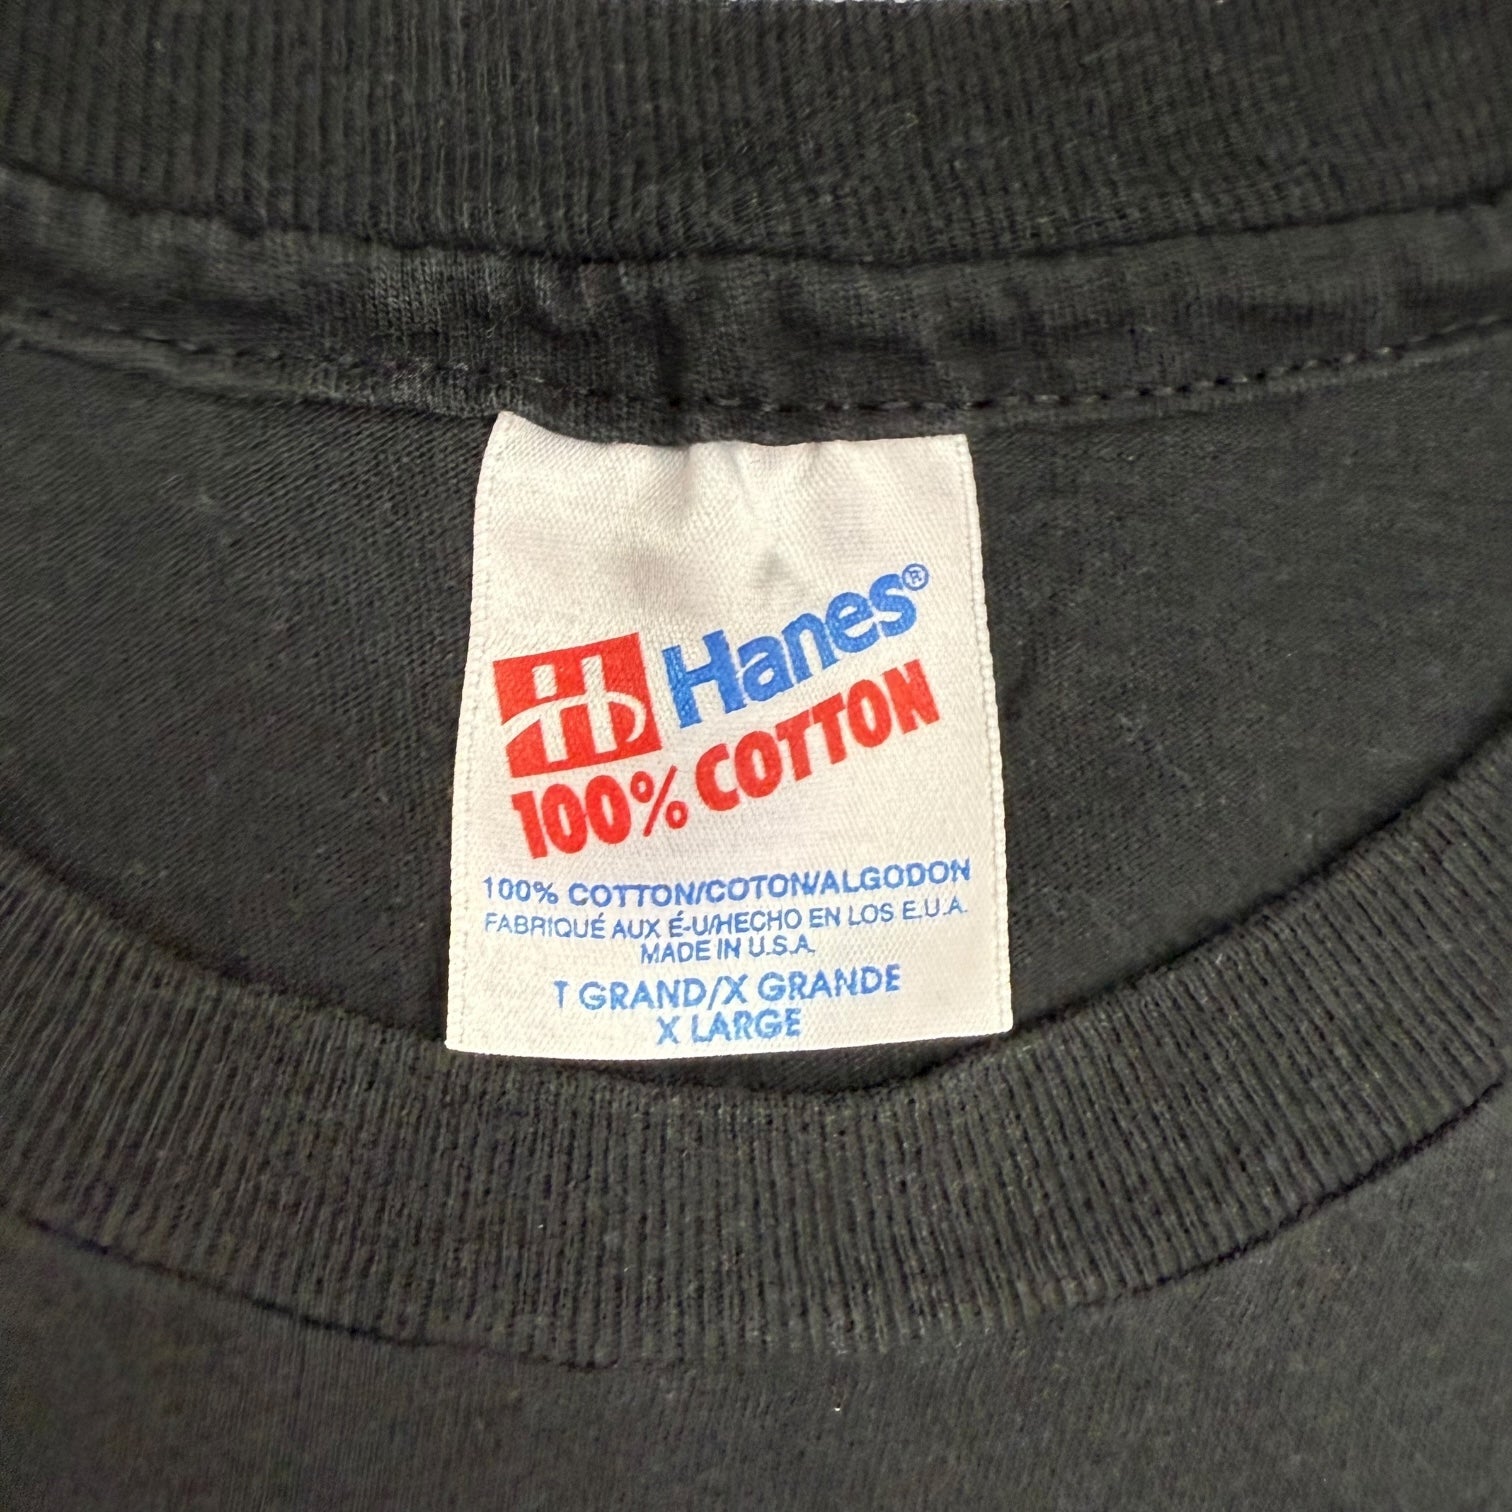 Hanes®
100% COTTON
100% COTTON/COTON/ALGODON
FABRIQUÉ AUX É-U/HECHO EN LOS E.U.A.
MADE IN U.S.A.
T GRAND/X GRANDE
X LARGE